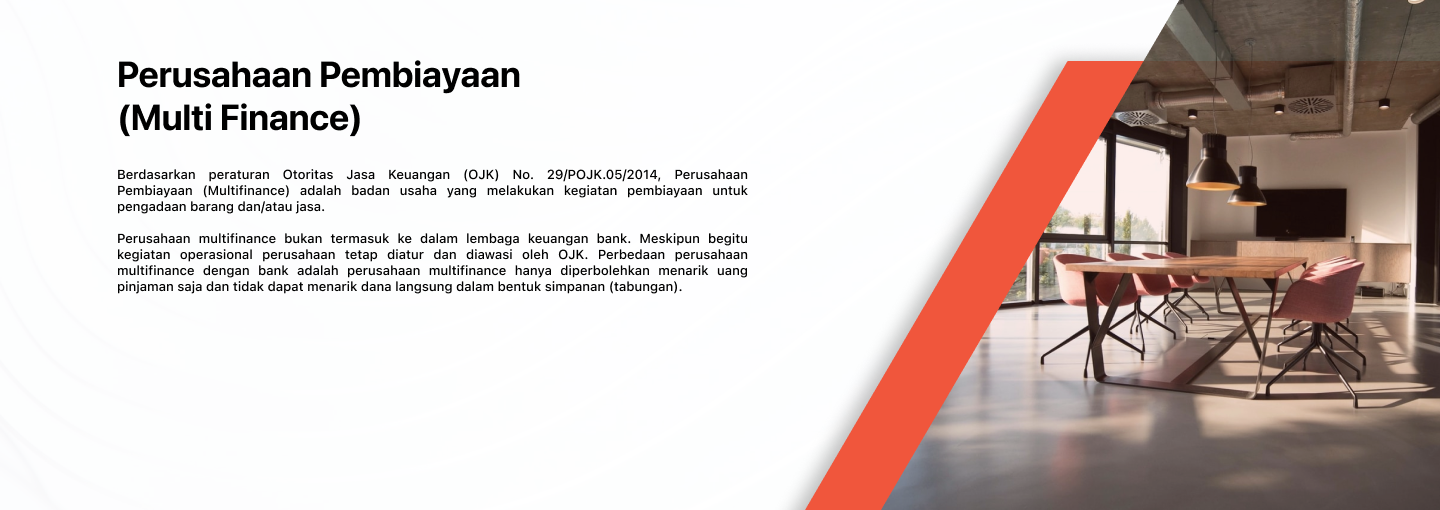 Perusahaan Pembiayaan
(Multi Finance)
Berdasarkan peraturan Otoritas Jasa Keuangan (OJK) No. 29/POJK.05/2014, Perusahaan
Pembiayaan (Multifinance) adalah badan usaha yang melakukan kegiatan pembiayaan untuk
pengadaan barang dan/atau jasa.
Perusahaan multifinance bukan termasuk ke dalam lembaga keuangan bank. Meskipun begitu
kegiatan operasional perusahaan tetap diatur dan diawasi oleh OJK. Perbedaan perusahaan
multifinance dengan bank adalah perusahaan multifinance hanya diperbolehkan menarik uang
pinjaman saja dan tidak dapat menarik dana langsung dalam bentuk simpanan (tabungan).